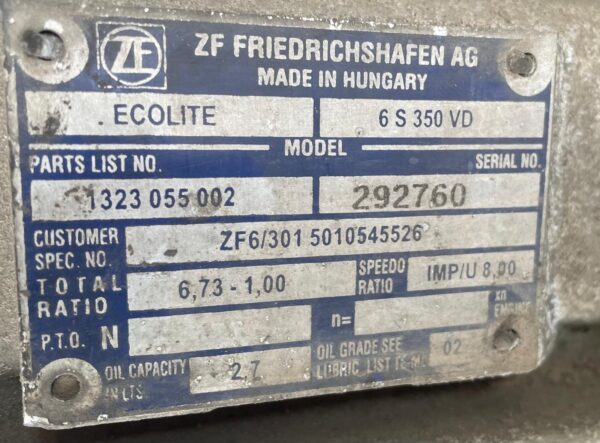 ZF
ZF FRIEDRICHSHAFEN AG
MADE IN HUNGARY
ECOLITE 6 S 350 VD
MODEL
PARTS LIST NO. SERIAL NO.
1323 055 002 292760
CUSTOMER SPEC. NO. ZF6/301 5010545526
TOTAL RATIO 6,73 - 1,00 SPEEDO RATIO IMP/U 8,00
P.T.O. N n= xn ENGINE
OIL CAPACITY IN LTS. 2 7 OIL GRADE SEE LUBRIC. LIST TE-ML 02